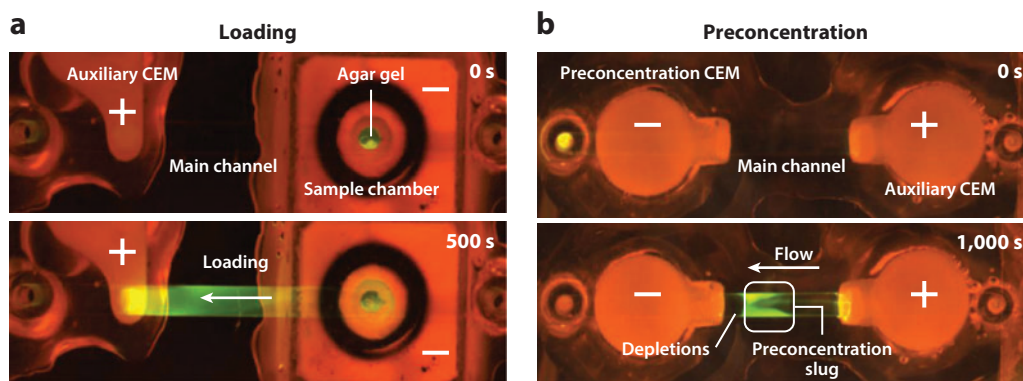 a
Loading
Auxiliary CEM
+
Agar gel
−
0 s
Main channel
Sample chamber
+
Loading
500 s
−
b
Preconcentration
Preconcentration CEM
0 s
−
+
Main channel
Auxiliary CEM
Flow
1,000 s
−
+
Depletions
Preconcentration
slug